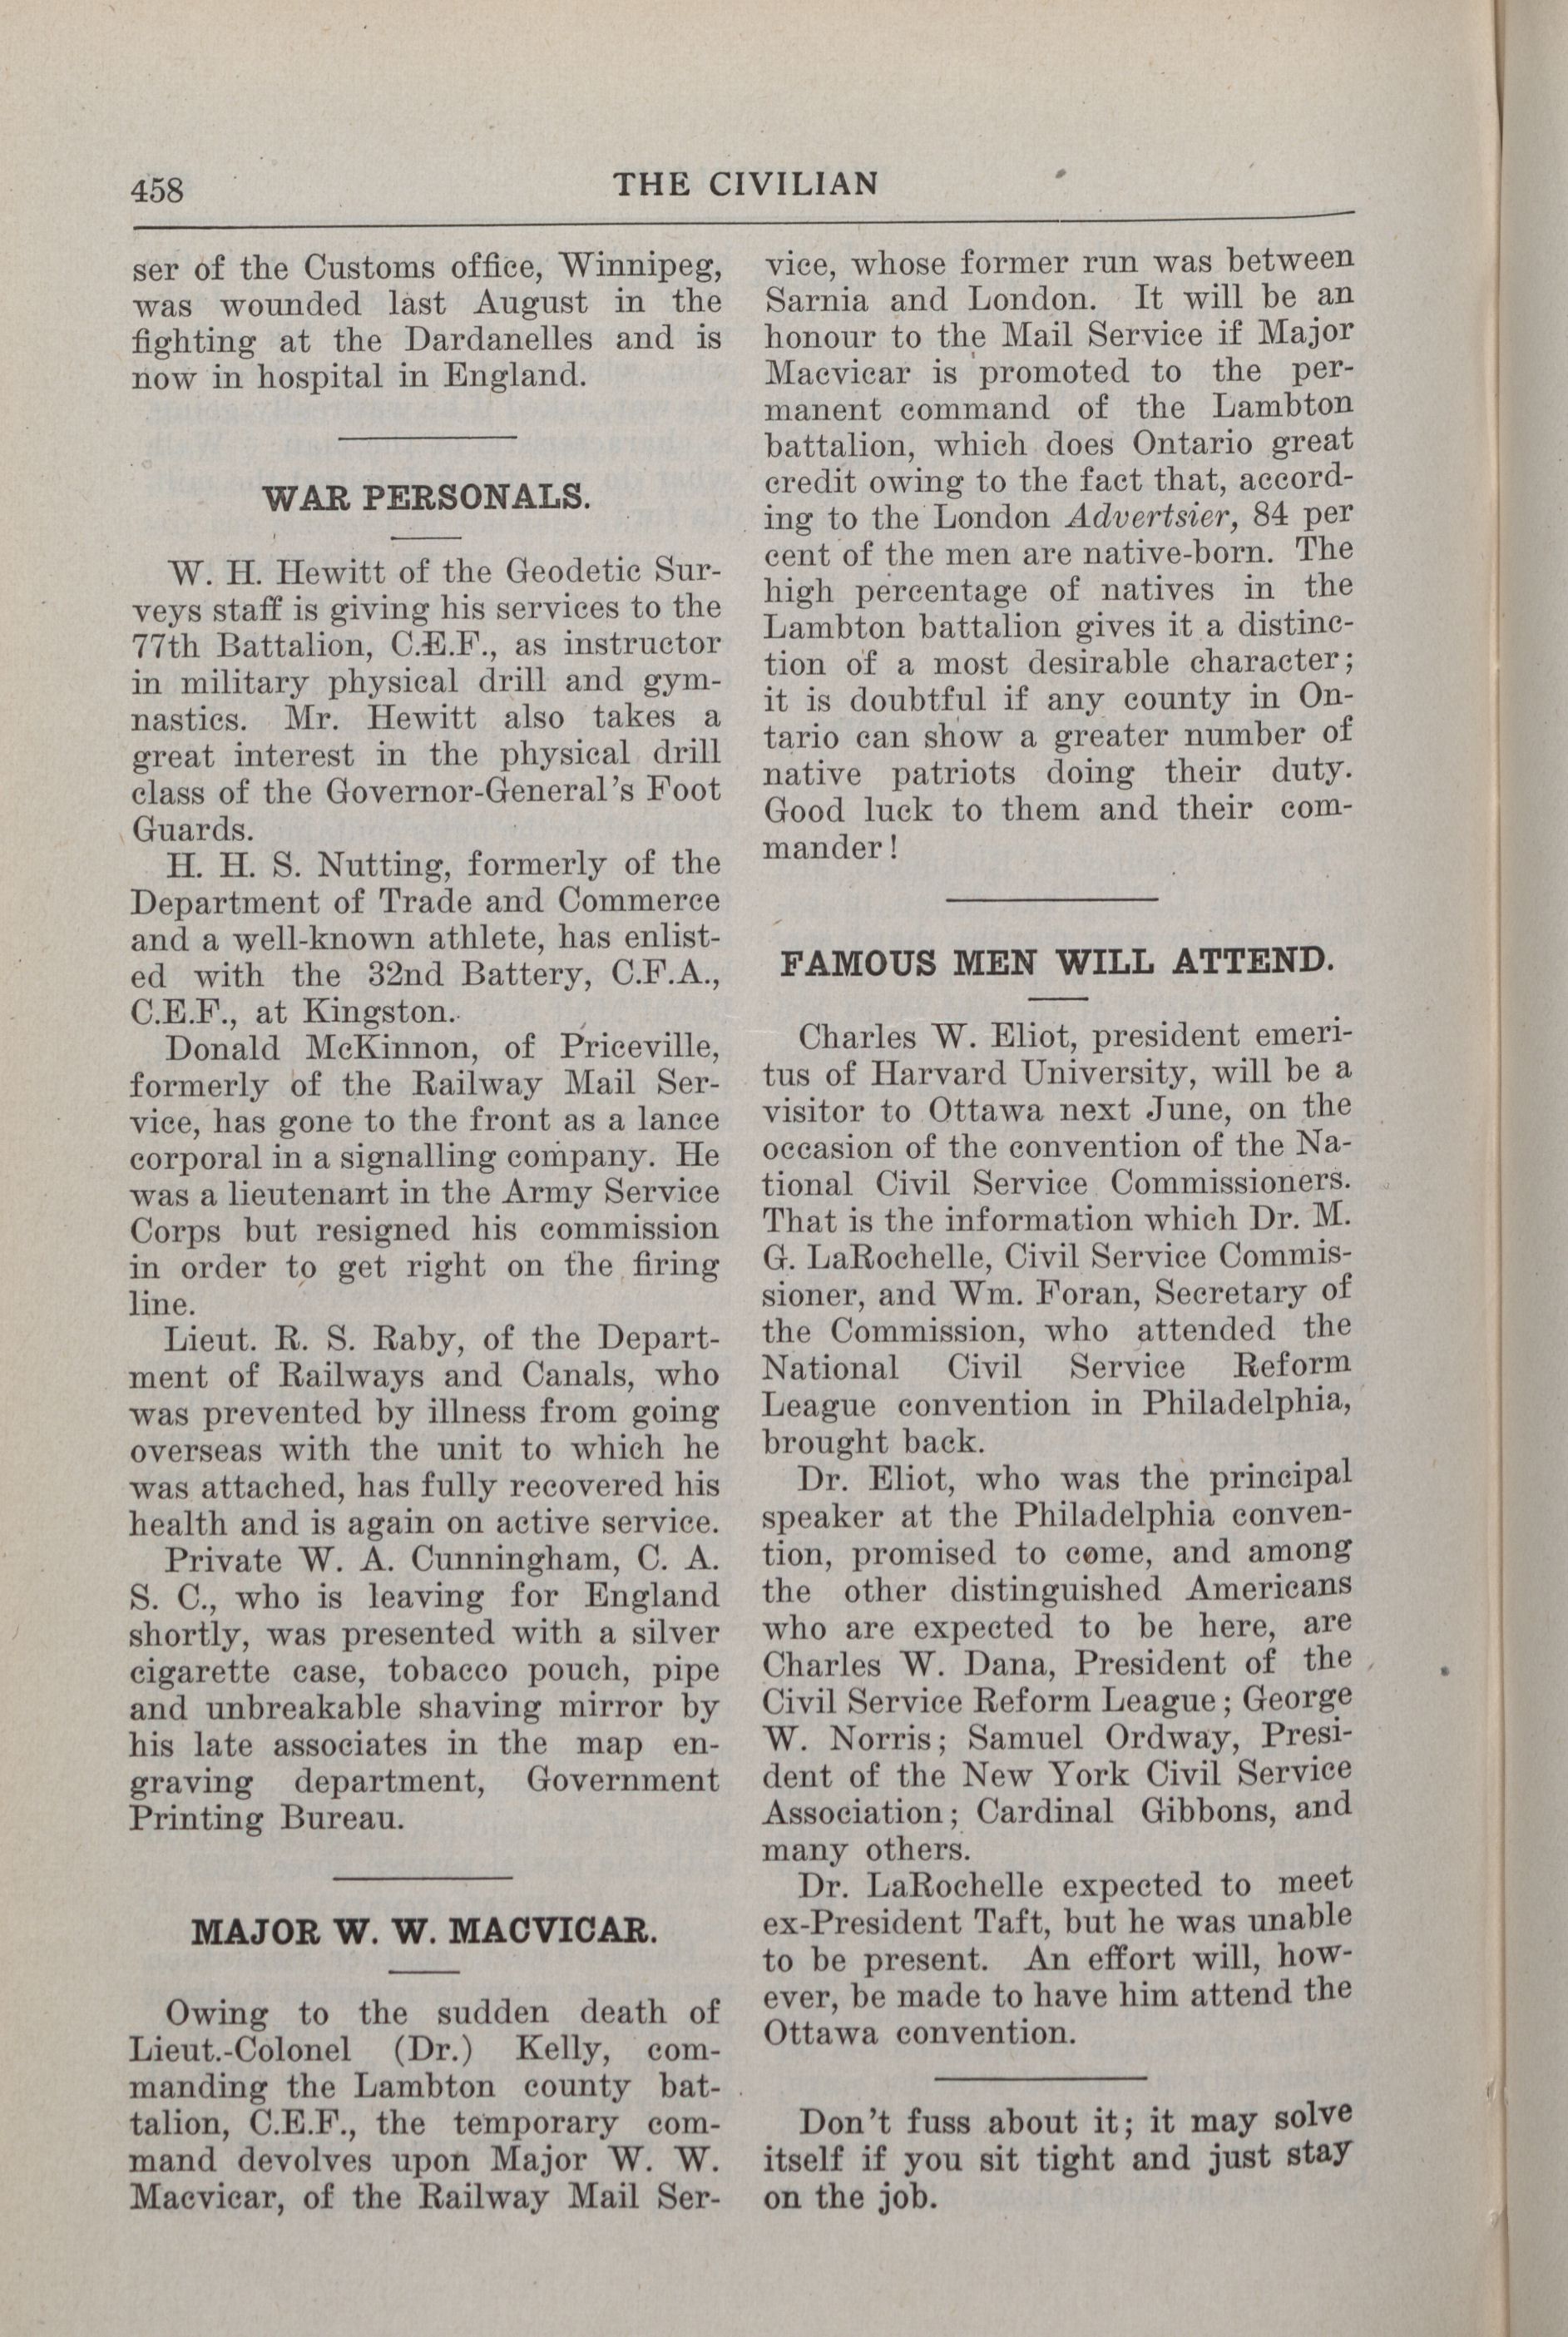 458
THE CIVILIAN
ser of the Customs office, Winnipeg,
was wounded last August in the
fighting at the Dardanelles and is
now in hospital in England.
WAR PERSONALS.
W. H. Hewitt of the Geodetic Sur-
veys staff is giving his services to the
77th Battalion, C.E.F., as instructor
in military physical drill and gym-
nastics. Mr. Hewitt also takes a
great interest in the physical drill
class of the Governor-General's Foot
Guards.
H. H. S. Nutting, formerly of the
Department of Trade and Commerce
and a well-known athlete, has enlist-
ed with the 32nd Battery, C.F.A.,
C.E.F., at Kingston.
Donald McKinnon, of Priceville,
formerly of the Railway Mail Ser-
vice, has gone to the front as a lance
corporal in a signalling company. He
was a lieutenant in the Army Service
Corps but resigned his commission
in order to get right on the firing
line.
Lieut. R. S. Raby, of the Depart-
ment of Railways and Canals, who
was prevented by illness from going
overseas with the unit to which he
was attached, has fully recovered his
health and is again on active service.
Private W. A. Cunningham, C. A.
S. C., who is leaving for England
shortly, was presented with a silver
cigarette case, tobacco pouch, pipe
and unbreakable shaving mirror by
his late associates in the map en-
graving department, Government
Printing Bureau.
MAJOR W. W. MACVICAR.
Owing to the sudden death of
Lieut.-Colonel (Dr.) Kelly, com-
manding the Lambton county bat-
talion, C.E.F., the temporary com-
mand devolves upon Major W. W.
Macvicar, of the Railway Mail Ser-
vice, whose former run was between
Sarnia and London. It will be an
honour to the Mail Service if Major
Macvicar is promoted to the per-
manent command of the Lambton
battalion, which does Ontario great
credit owing to the fact that, accord-
ing to the London Advertsier, 84 per
cent of the men are native-born. The
high percentage of natives in the
Lambton battalion gives it a distinc-
tion of a most desirable character;
it is doubtful if any county in On-
tario can show a greater number of
native patriots doing their duty.
Good luck to them and their com-
mander!
FAMOUS MEN WILL ATTEND.
Charles W. Eliot, president emeri-
tus of Harvard University, will be a
visitor to Ottawa next June, on the
occasion of the convention of the Na-
tional Civil Service Commissioners.
That is the information which Dr. M.
G. LaRochelle, Civil Service Commis-
sioner, and Wm. Foran, Secretary of
the Commission, who attended the
National Civil Service Reform
League convention in Philadelphia,
brought back.
Dr. Eliot, who was the principal
speaker at the Philadelphia conven-
tion, promised to come, and among
the other distinguished Americans
who are expected to be here, are
Charles W. Dana, President of the
Civil Service Reform League; George
W. Norris; Samuel Ordway, Presi-
dent of the New York Civil Service
Association; Cardinal Gibbons, and
many others.
Dr. LaRochelle expected to meet
ex-President Taft, but he was unable
to be present. An effort will, how-
ever, be made to have him attend the
Ottawa convention.
Don't fuss about it; it may solve
itself if you sit tight and just stay
on the job.